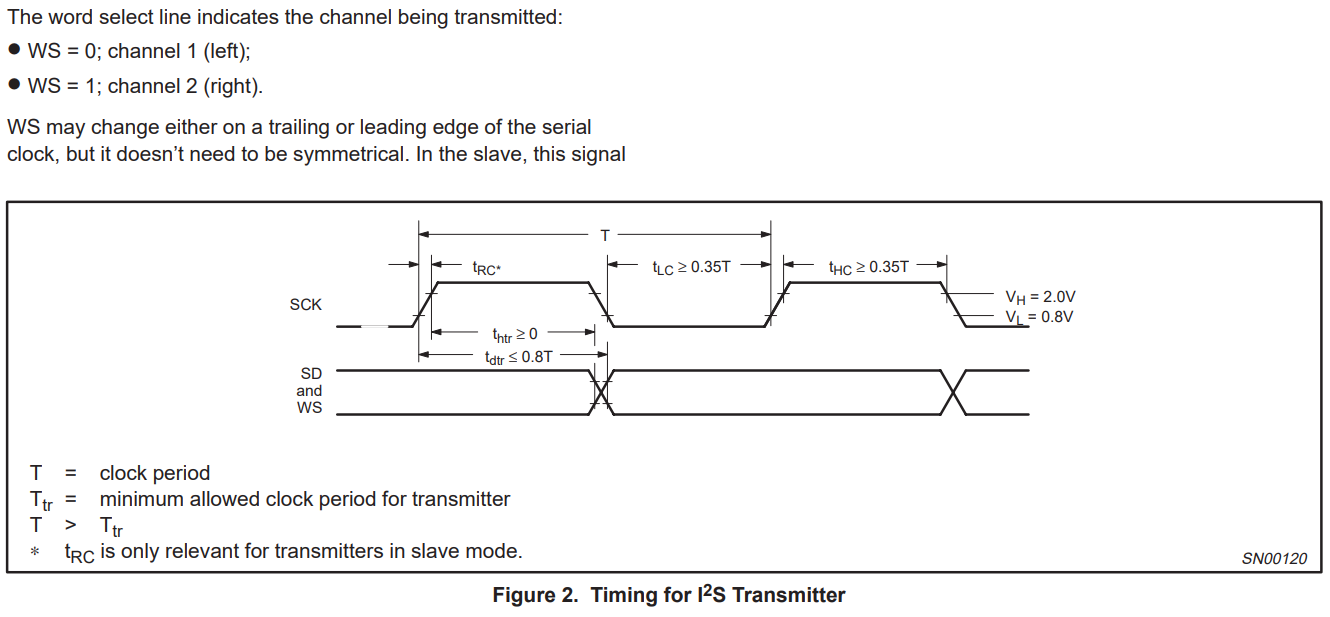 The word select line indicates the channel being transmitted:
● WS = 0; channel 1 (left);
● WS = 1; channel 2 (right).
WS may change either on a trailing or leading edge of the serial
clock, but it doesn’t need to be symmetrical. In the slave, this signal
T
tRC*
tLC ≥ 0.35T
tHC ≥ 0.35T
SCK
VH = 2.0V
VL = 0.8V
thtr ≥ 0
tdtr ≤ 0.8T
SD
and
WS
T = clock period
Ttr = minimum allowed clock period for transmitter
T > Ttr
* tRC is only relevant for transmitters in slave mode.
SN00120
Figure 2. Timing for I2S Transmitter